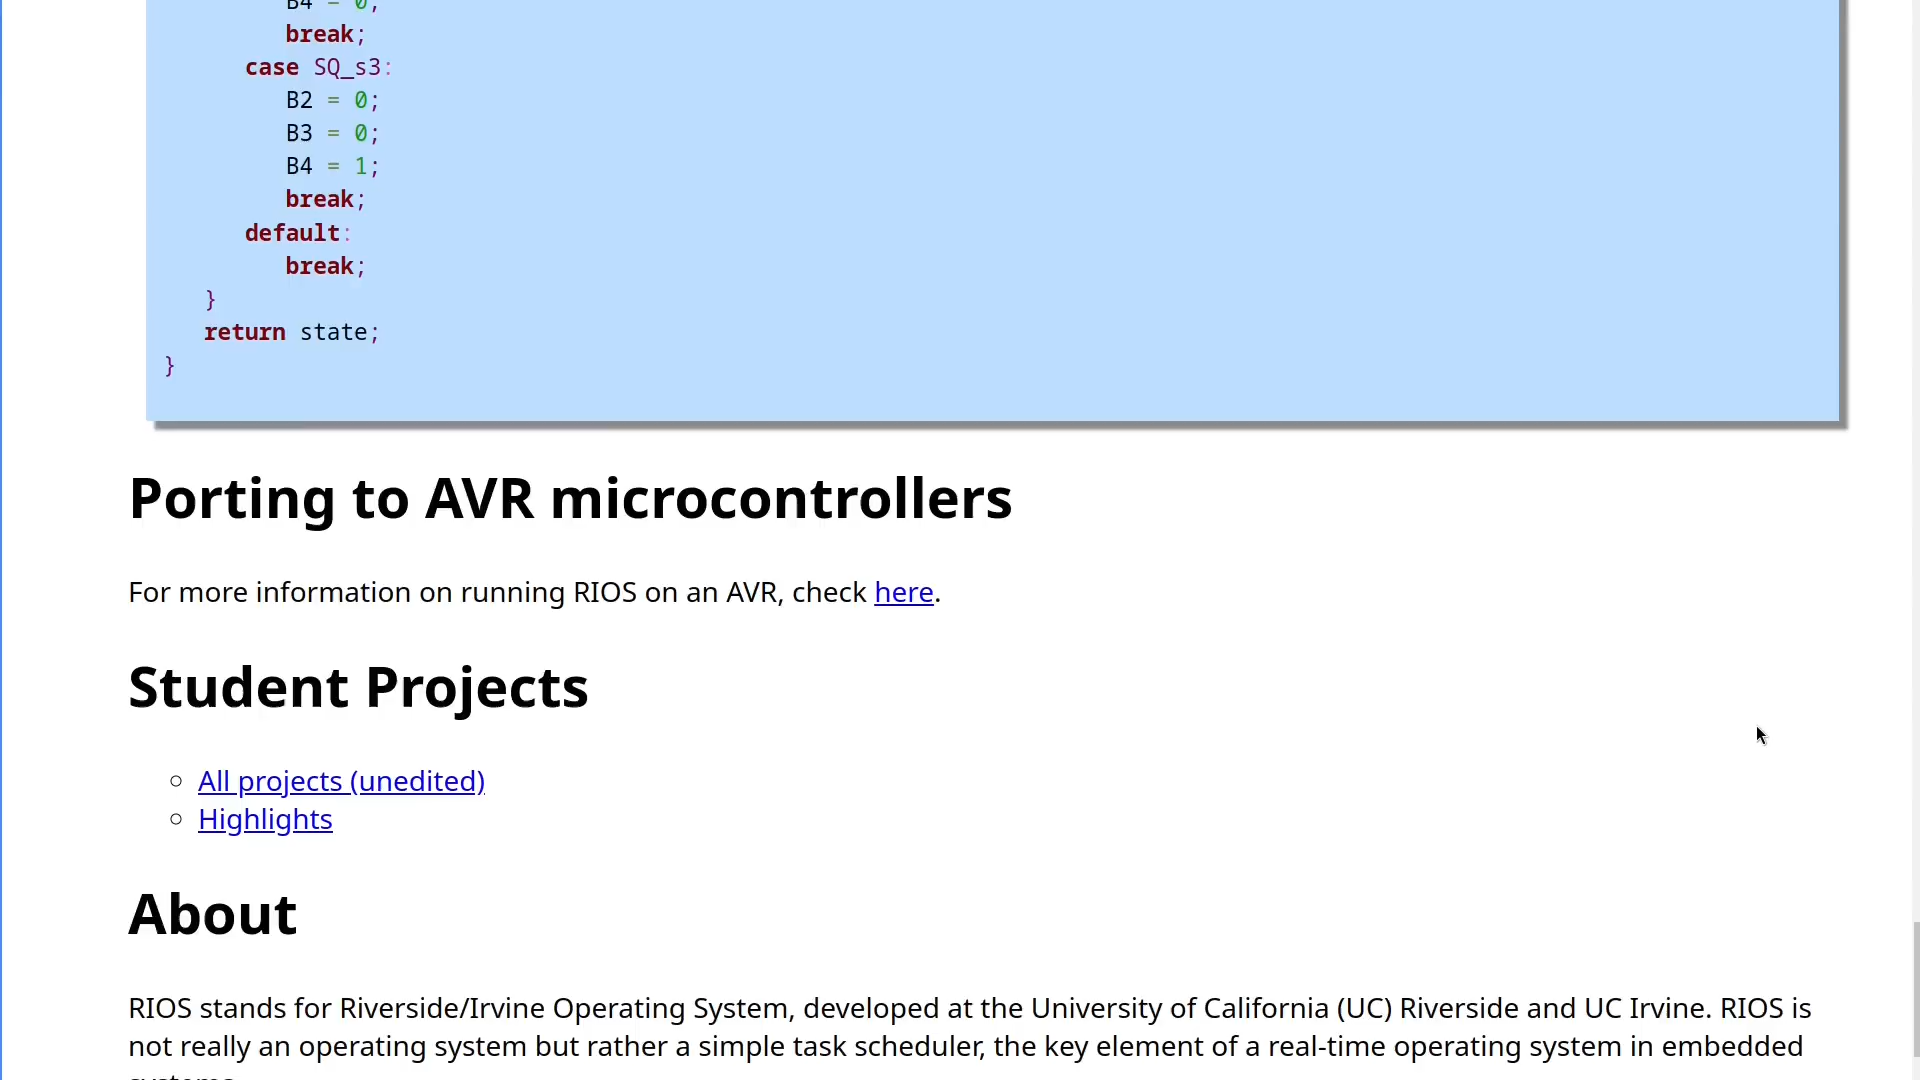 B4 = 0;
break;
case SQ_s3:
B2 = 0;
B3 = 0;
B4 = 1;
break;
default:
break;
}
return state;
}
Porting to AVR microcontrollers
For more information on running RIOS on an AVR, check here.
Student Projects
All projects (unedited)
Highlights
About
RIOS stands for Riverside/Irvine Operating System, developed at the University of California (UC) Riverside and UC Irvine. RIOS is
not really an operating system but rather a simple task scheduler, the key element of a real-time operating system in embedded